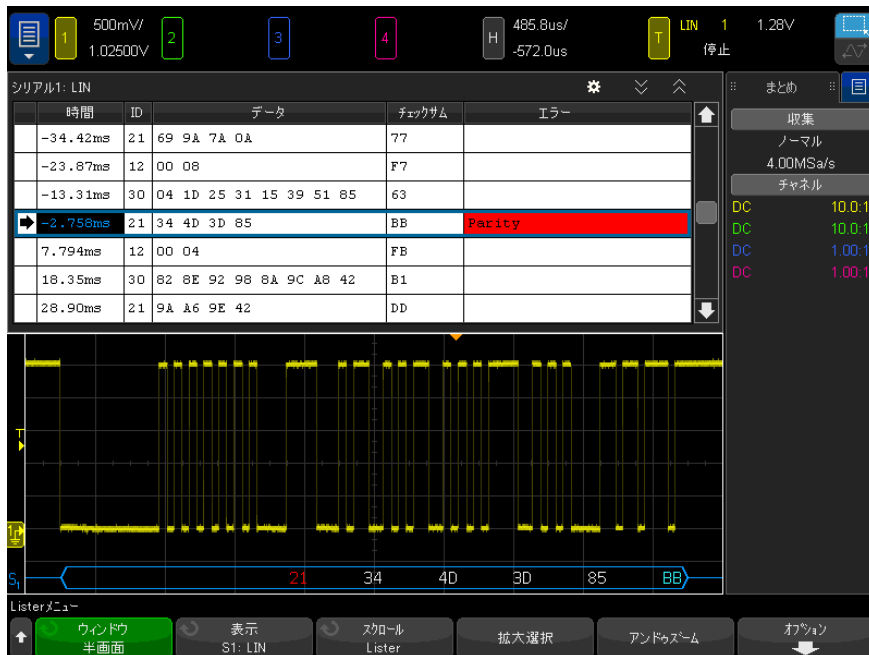 1 500mV/ 1.02500V 2 3 4 H 485.8us/ -572.0us T LIN 1 1.28V 停止
シリアル1: LIN
時間 ID データ チェックサム エラー
-34.42ms 21 69 9A 7A 0A 77
-23.87ms 12 00 08 F7
-13.31ms 30 04 1D 25 31 15 39 51 85 63
-2.758ms 21 34 4D 3D 85 BB Parity
7.794ms 12 00 04 FB
18.35ms 30 82 8E 92 98 8A 9C A8 42 B1
28.90ms 21 9A A6 9E 42 DD
まとめ
収集
ノーマル
4.00MSa/s
チャネル
DC 10.0:1
DC 10.0:1
DC 1.00:1
DC 1.00:1
T
1
S1 21 34 4D 3D 85 BB
Listerメニュー
ウィンドウ
半画面
表示
S1: LIN
スクロール
Lister
拡大選択
アンドゥズーム
オプション